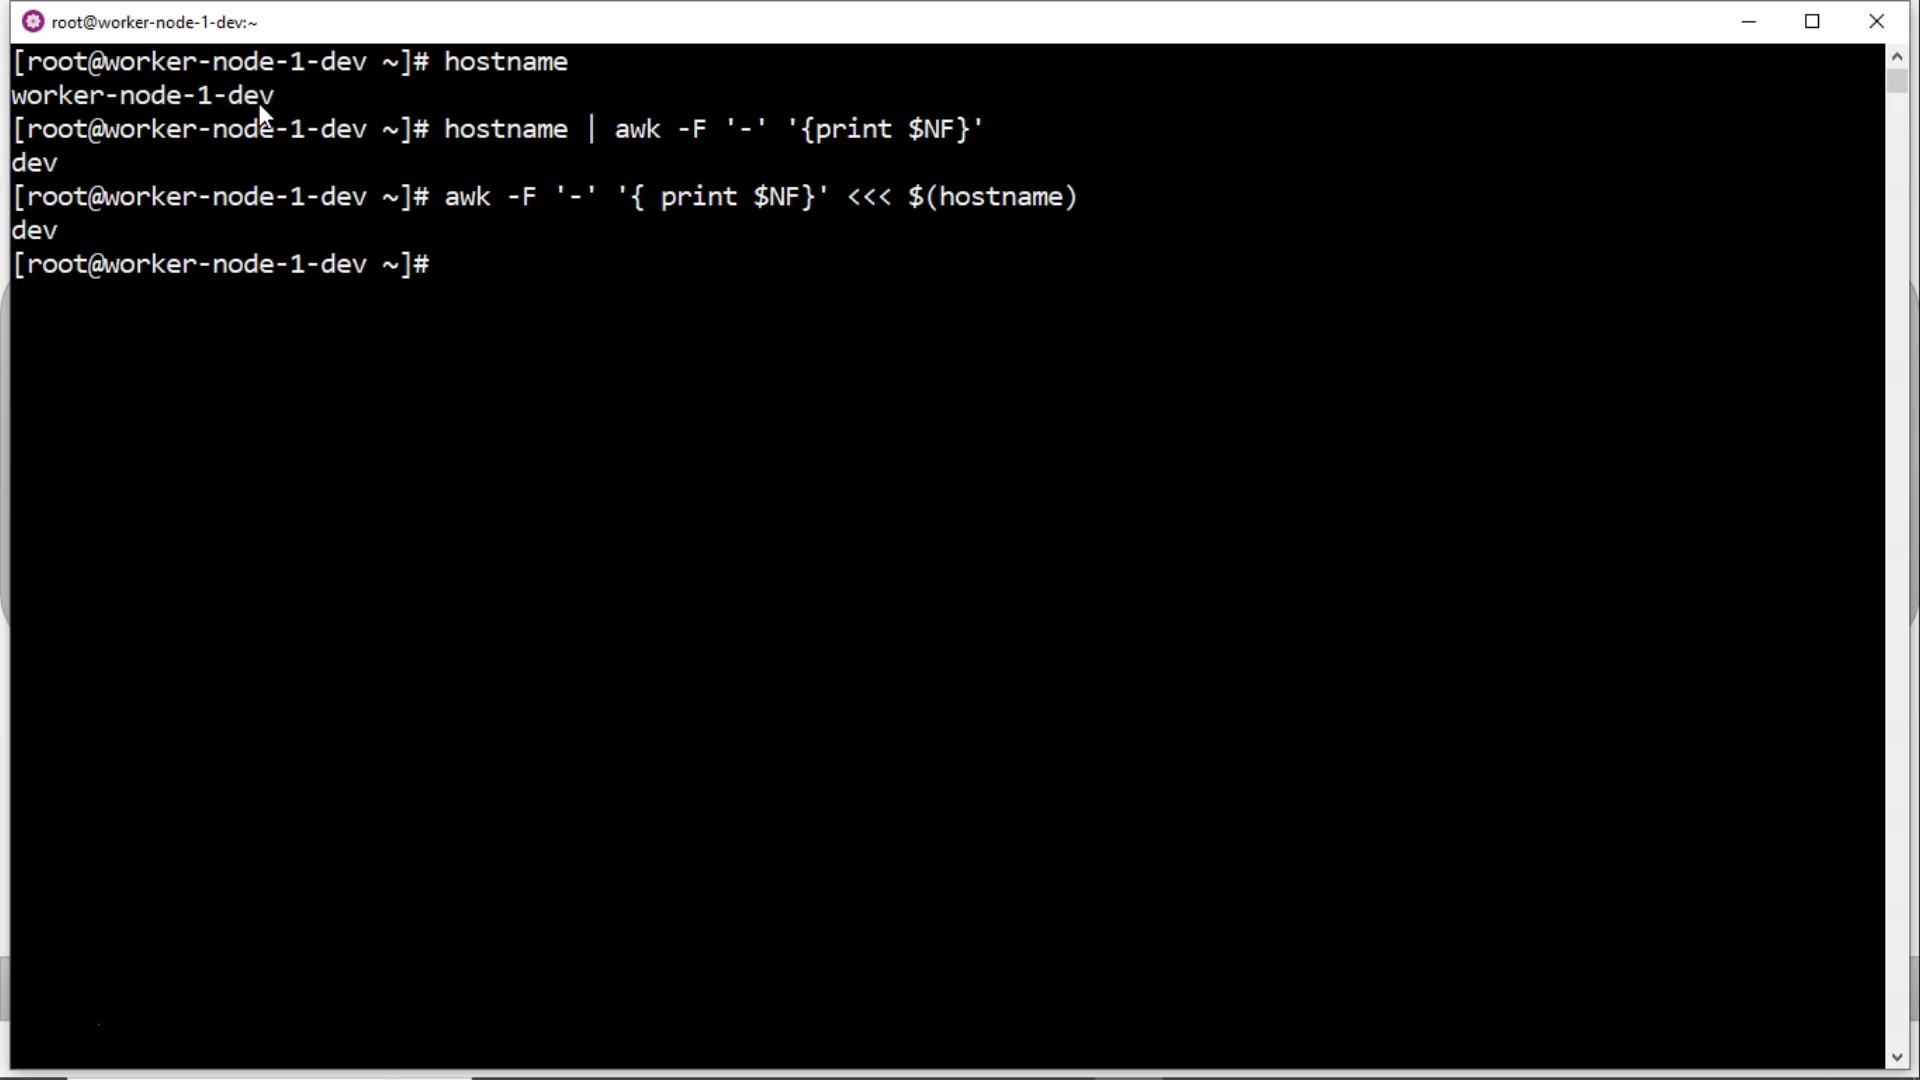 root@worker-node-1-dev:~
[root@worker-node-1-dev ~]# hostname
worker-node-1-dev
[root@worker-node-1-dev ~]# hostname | awk -F '-' '{print $NF}'
dev
[root@worker-node-1-dev ~]# awk -F '-' '{ print $NF}' <<< $(hostname)
dev
[root@worker-node-1-dev ~]#